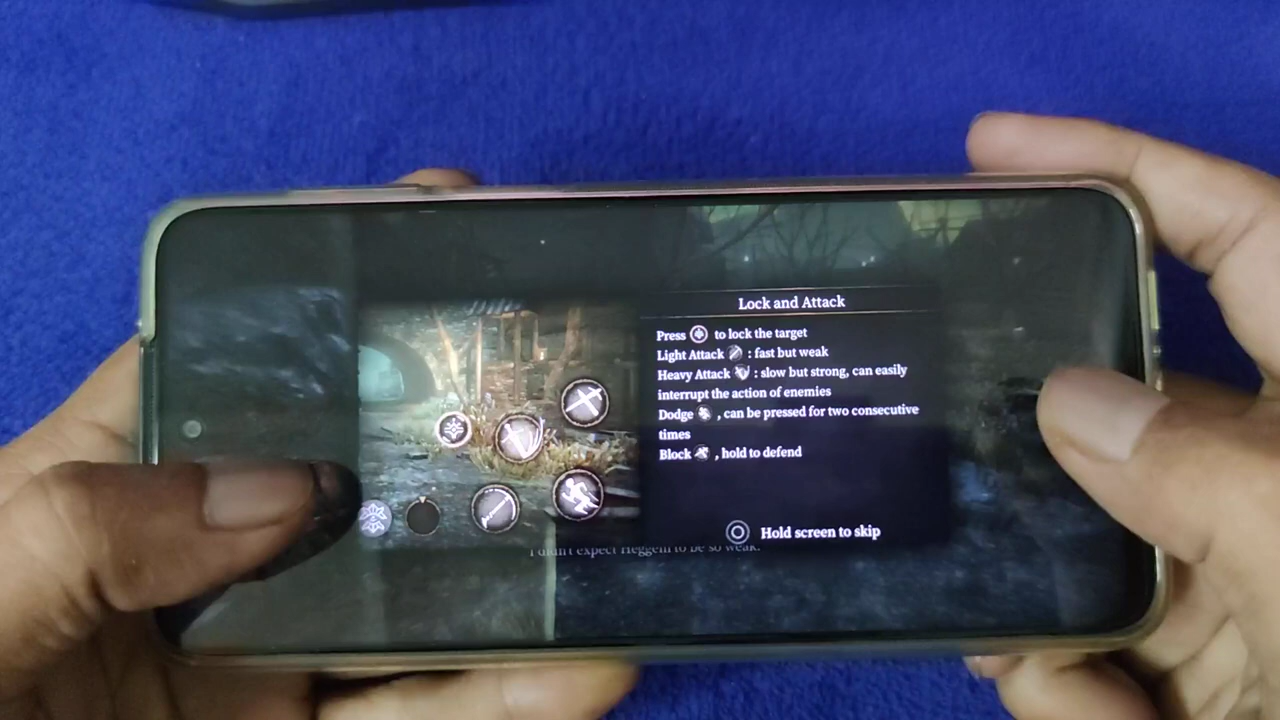 Lock and Attack
Press to lock the target
Light Attack : fast but weak
Heavy Attack : slow but strong, can easily
interrupt the action of enemies
Dodge , can be pressed for two consecutive
times
Block , hold to defend
Hold screen to skip
I didn't expect Heggem to be so weak.